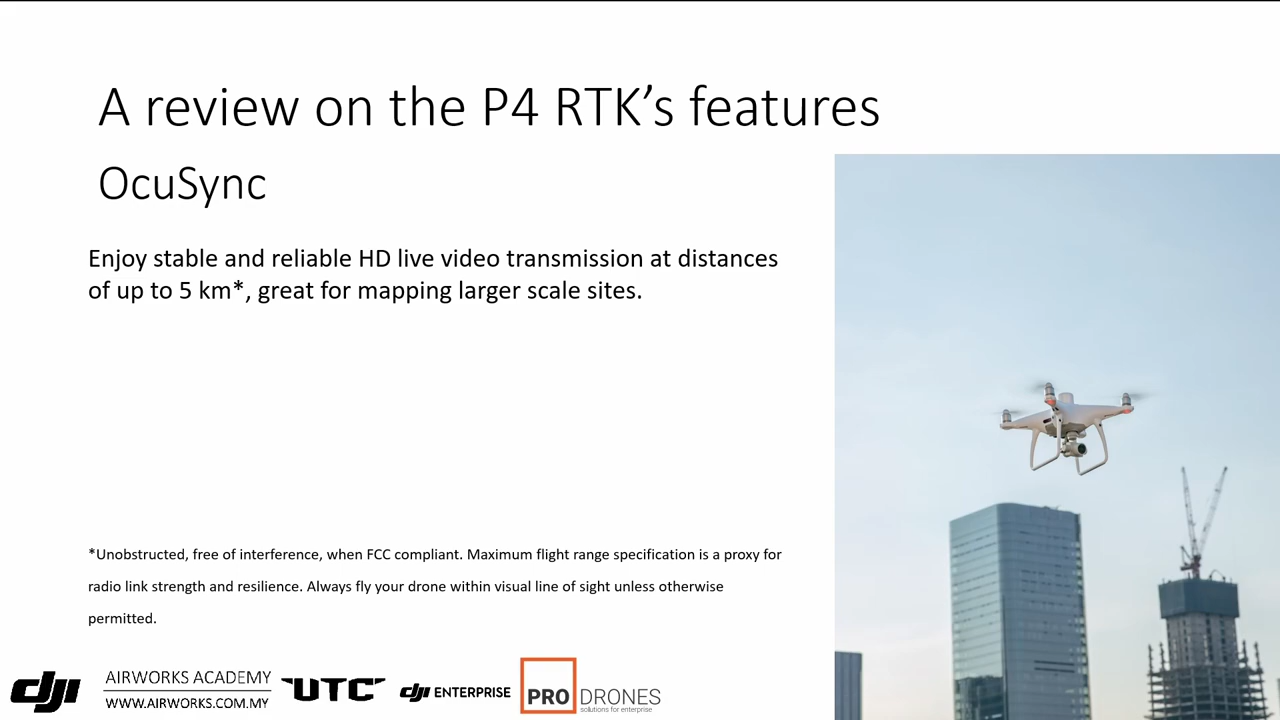 A review on the P4 RTK’s features
OcuSync
Enjoy stable and reliable HD live video transmission at distances
of up to 5 km*, great for mapping larger scale sites.
*Unobstructed, free of interference, when FCC compliant. Maximum flight range specification is a proxy for
radio link strength and resilience. Always fly your drone within visual line of sight unless otherwise
permitted.
dji
AIRWORKS ACADEMY
WWW.AIRWORKS.COM.MY
UTC
dji ENTERPRISE
PRO DRONES
solutions for enterprise